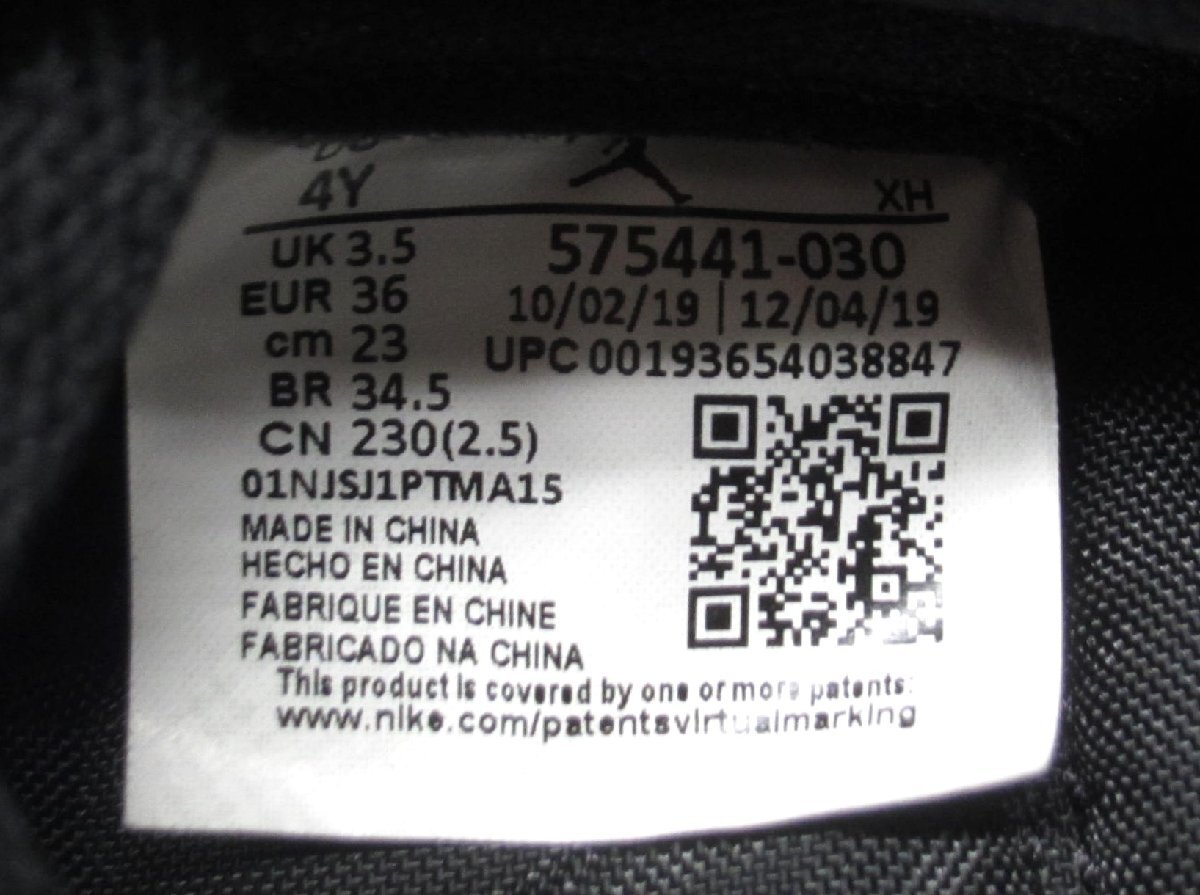 4Y XH
UK 3.5 575441-030
EUR 36 10/02/19 | 12/04/19
cm 23 UPC 00193654038847
BR 34.5
CN 230(2.5)
01NJSJ1PTMA15
MADE IN CHINA
HECHO EN CHINA
FABRIQUE EN CHINE
FABRICADO NA CHINA
This product is covered by one or more patents:
www.nike.com/patentsvirtualmarking